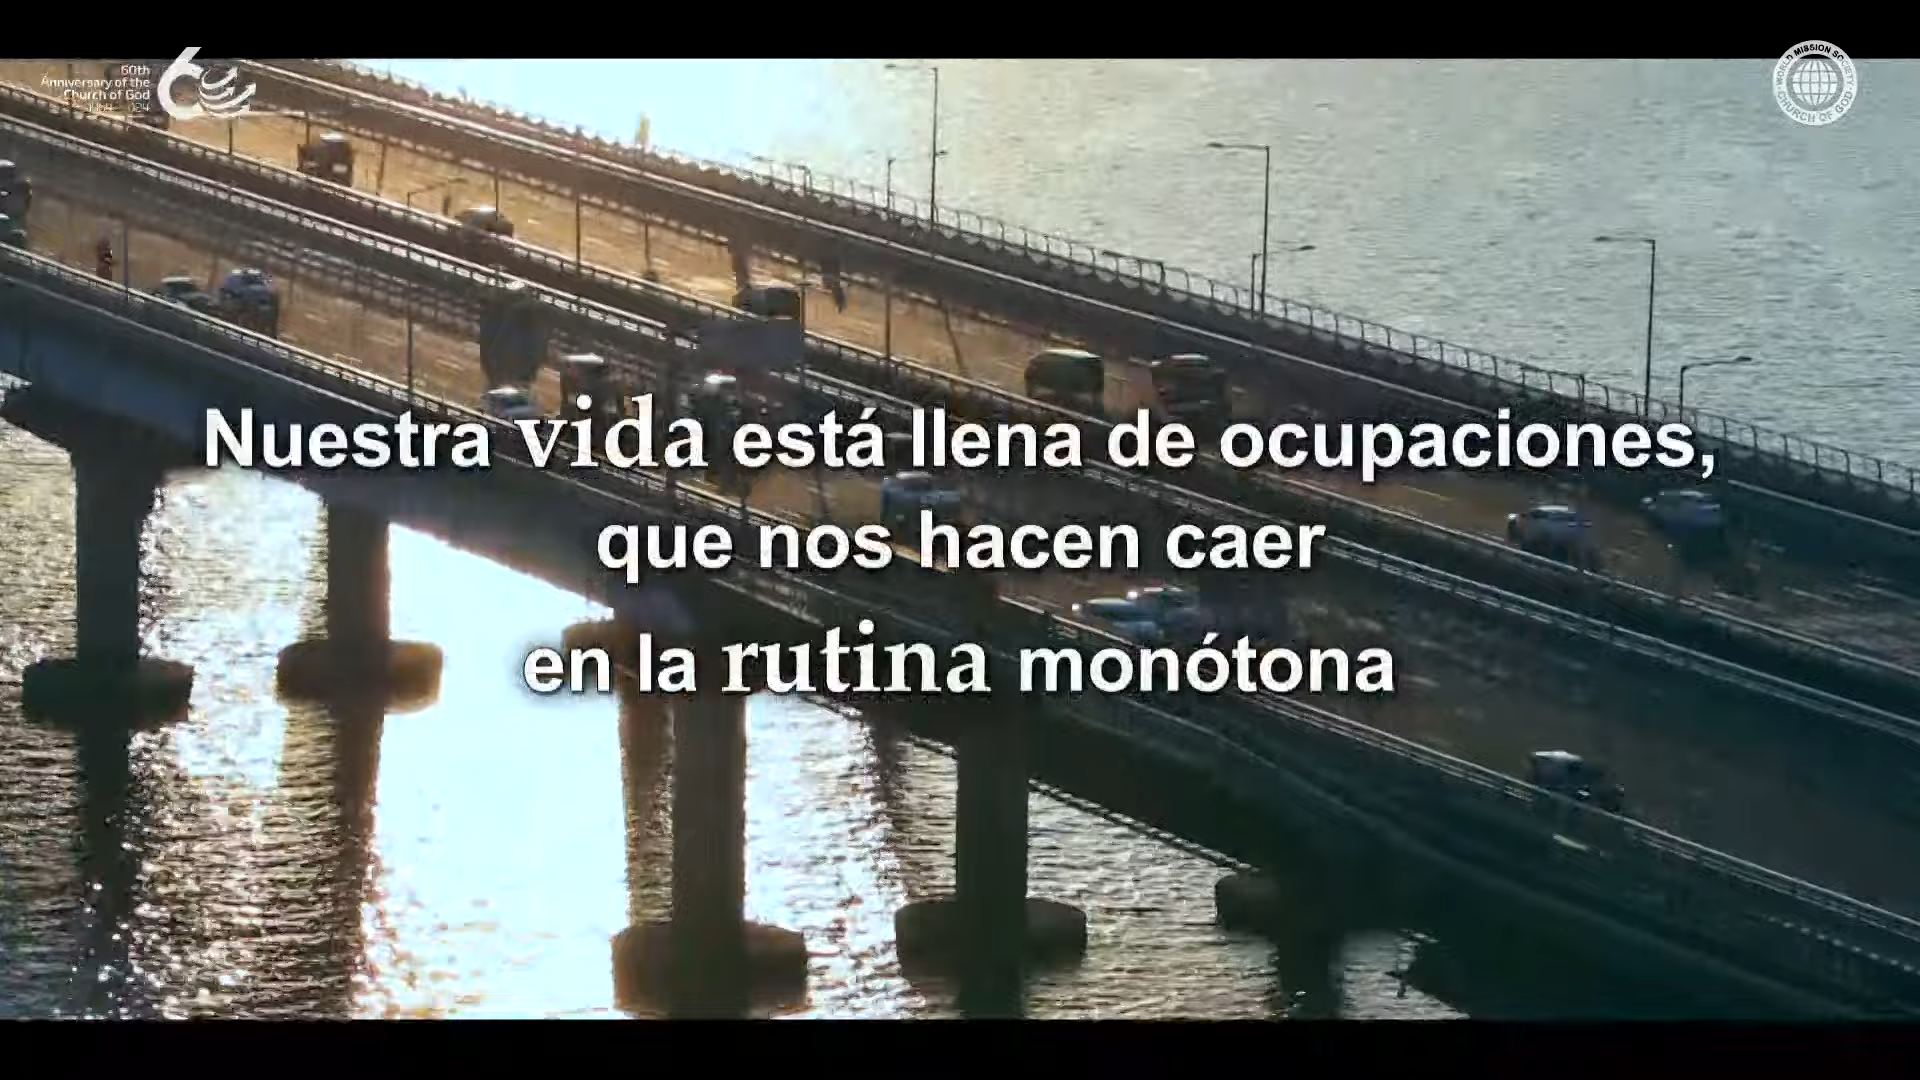 60th
Anniversary of the
Church of God
WORLD MISSION SOCIETY
CHURCH OF GOD
Nuestra vida está llena de ocupaciones,
que nos hacen caer
en la rutina monótona